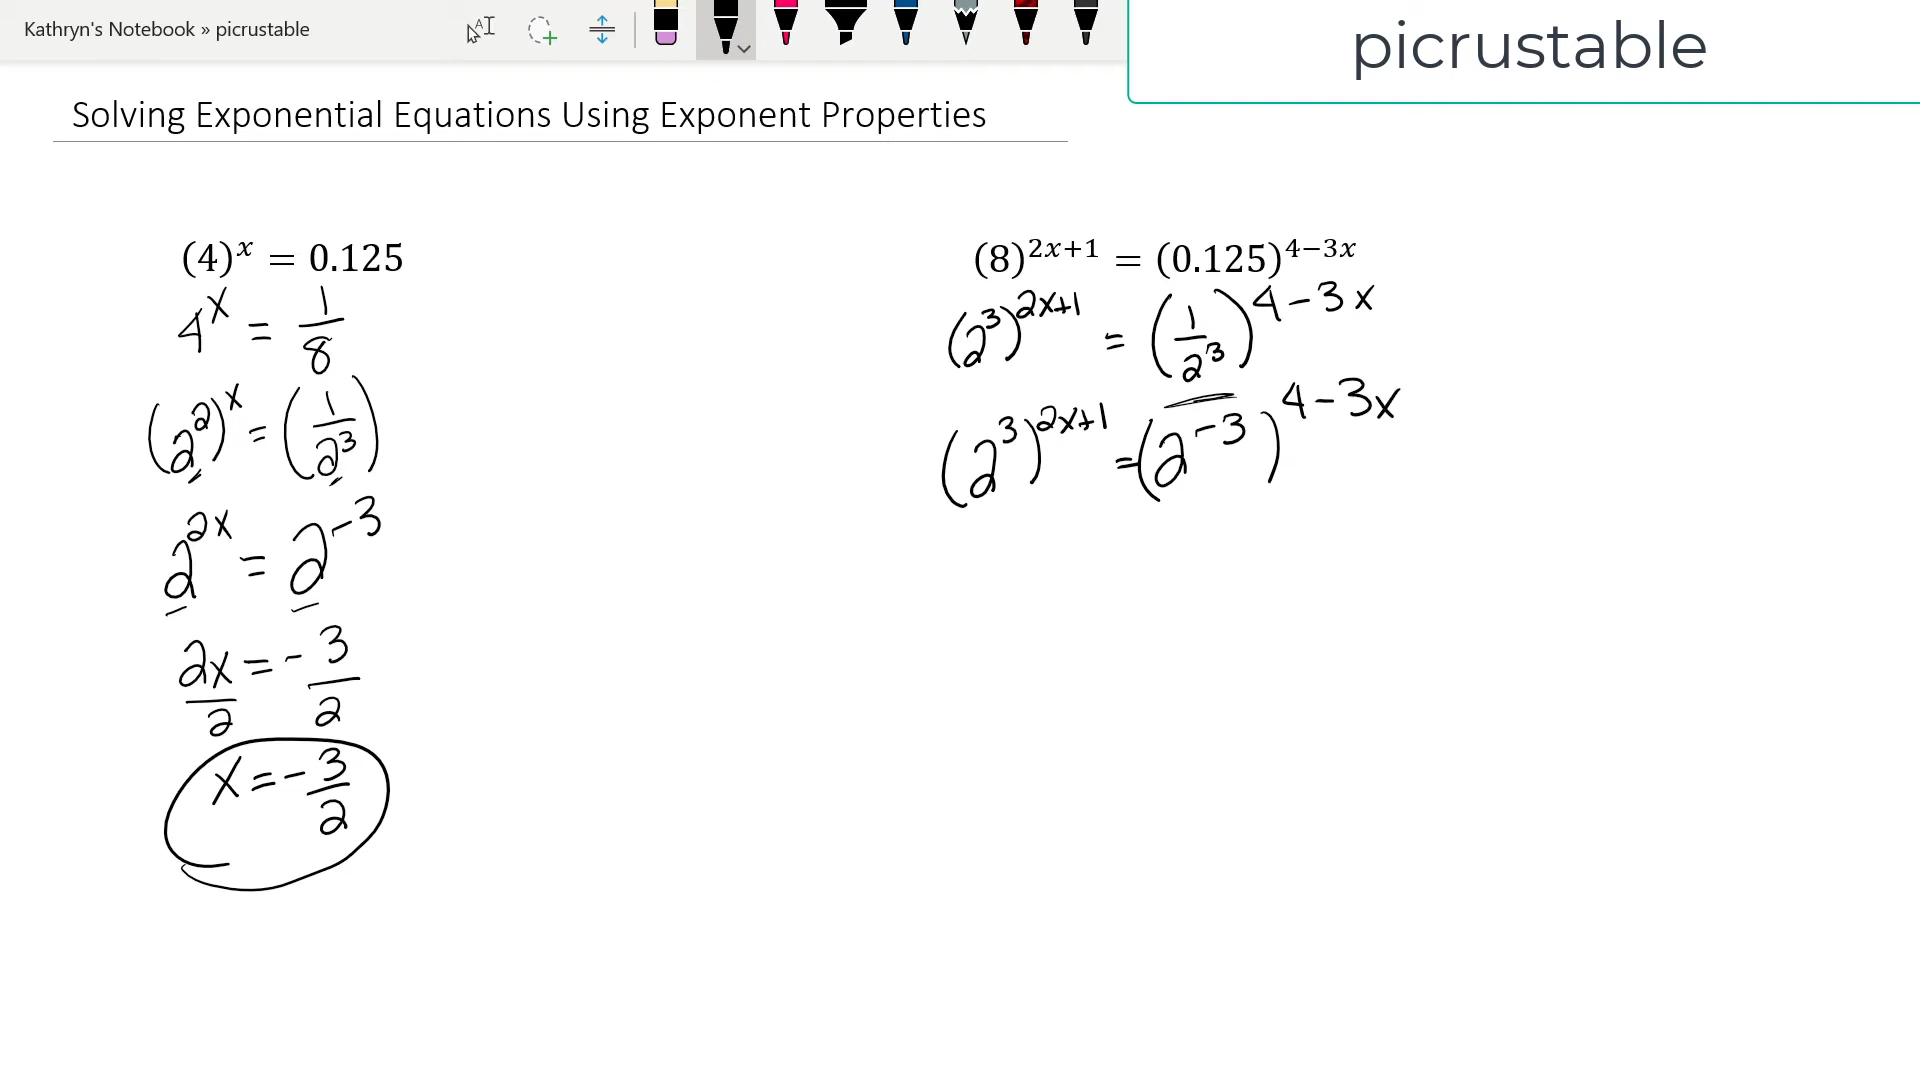 Kathryn's Notebook » picrustable
picrustable
Solving Exponential Equations Using Exponent Properties
(4)^x = 0.125
4^x = 1/8
(2^2)^x = (1/2^3)
2^2x = 2^-3
2x/2 = -3/2
x = -3/2
(8)^2x+1 = (0.125)^4−3x
(2^3)^2x+1 = (1/2^3)^4-3x
(2^3)^2x+1 = (2^-3)^4-3x